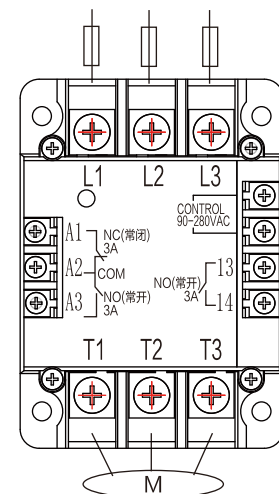 L1 L2 L3
CONTROL
90-280VAC
A1
NC(常闭)
3A
A2
COM
A3
NO(常开)
3A
NO(常开)
3A
13
14
T1 T2 T3
M